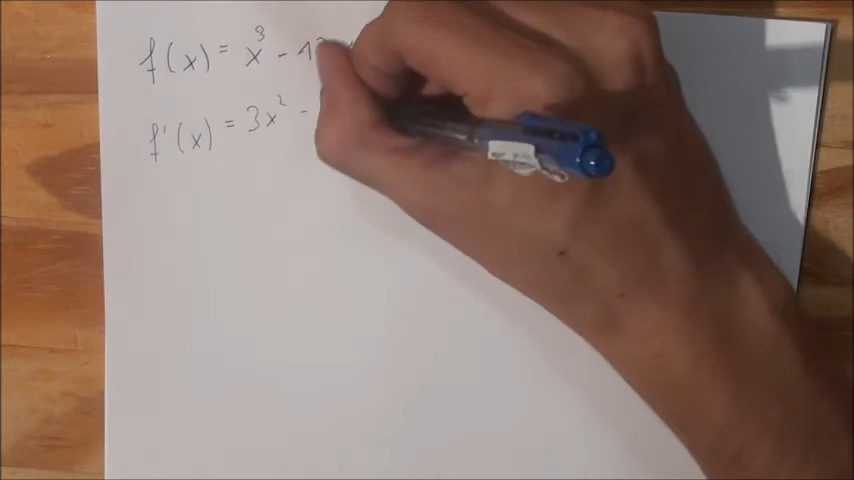 f(x) = x³ - 1
f'(x) = 3x² -